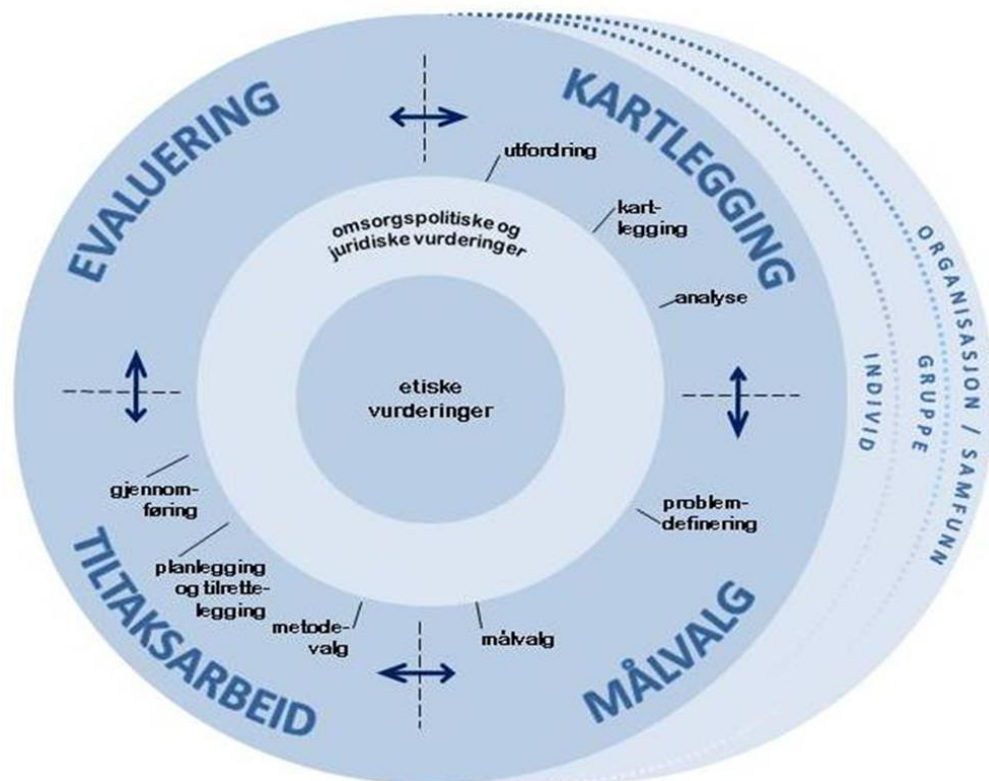 EVALUERING
KARTLEGGING
utfordring
kart-
legging
analyse
omsorgspolitiske og
juridiske vurderinger
etiske
vurderinger
INDIVID
GRUPPE
ORGANISASJON / SAMFUNN
problem-
definering
MÅLVALG
målvalg
metode-
valg
planlegging
og tilrette-
legging
gjennom-
føring
TILTAKSARBEID